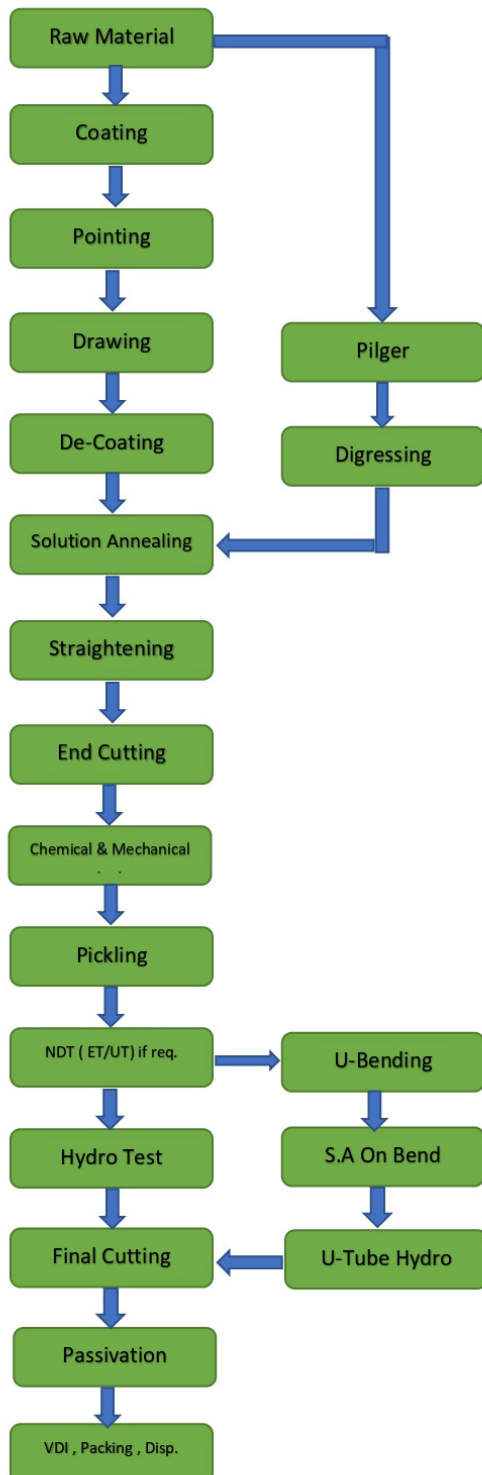 Raw Material
Coating
Pointing
Drawing
De-Coating
Pilger
Digressing
Solution Annealing
Straightening
End Cutting
Chemical & Mechanical
Pickling
NDT ( ET/UT) if req.
Hydro Test
U-Bending
S.A On Bend
U-Tube Hydro
Final Cutting
Passivation
VDI , Packing , Disp.